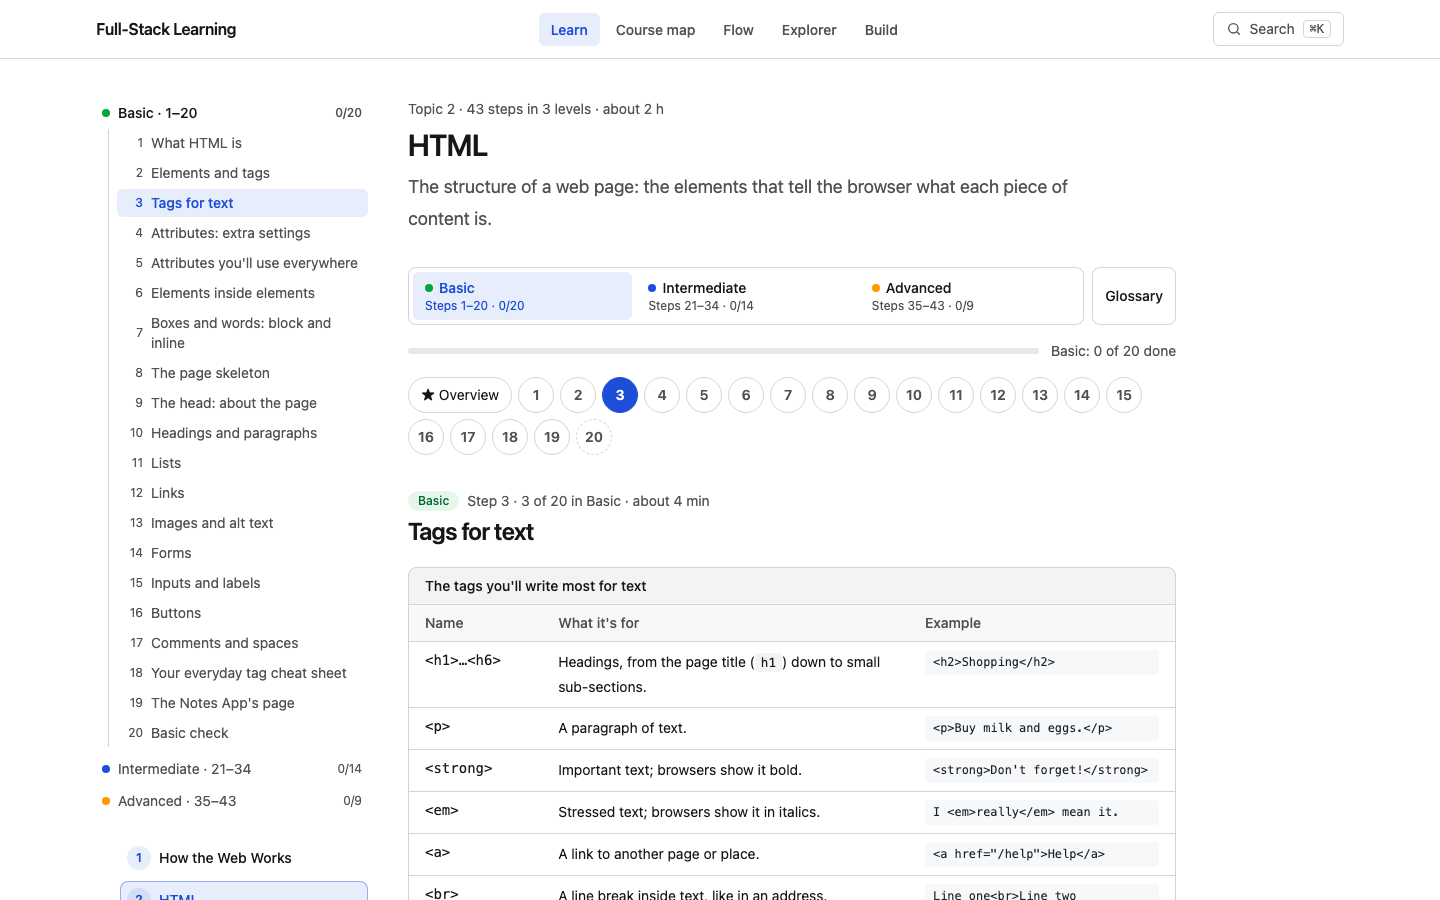 Full-Stack Learning
Learn
Course map
Flow
Explorer
Build
Search ⌘K
Basic · 1–20 0/20
1 What HTML is
2 Elements and tags
3 Tags for text
4 Attributes: extra settings
5 Attributes you'll use everywhere
6 Elements inside elements
7 Boxes and words: block and
inline
8 The page skeleton
9 The head: about the page
10 Headings and paragraphs
11 Lists
12 Links
13 Images and alt text
14 Forms
15 Inputs and labels
16 Buttons
17 Comments and spaces
18 Your everyday tag cheat sheet
19 The Notes App's page
20 Basic check
Intermediate · 21–34 0/14
Advanced · 35–43 0/9
1 How the Web Works
2 HTML
Topic 2 · 43 steps in 3 levels · about 2 h
HTML
The structure of a web page: the elements that tell the browser what each piece of
content is.
Basic
Steps 1–20 · 0/20
Intermediate
Steps 21–34 · 0/14
Advanced
Steps 35–43 · 0/9
Glossary
Basic: 0 of 20 done
★ Overview 1 2 3 4 5 6 7 8 9 10 11 12 13 14 15
16 17 18 19 20
Basic Step 3 · 3 of 20 in Basic · about 4 min
Tags for text
The tags you'll write most for text
Name What it's for Example
<h1>…<h6> Headings, from the page title ( h1 ) down to small <h2>Shopping</h2>
sub-sections.
<p> A paragraph of text. <p>Buy milk and eggs.</p>
<strong> Important text; browsers show it bold. <strong>Don't forget!</strong>
<em> Stressed text; browsers show it in italics. I <em>really</em> mean it.
<a> A link to another page or place. <a href="/help">Help</a>
<br> A line break inside text, like in an address. Line one<br>Line two